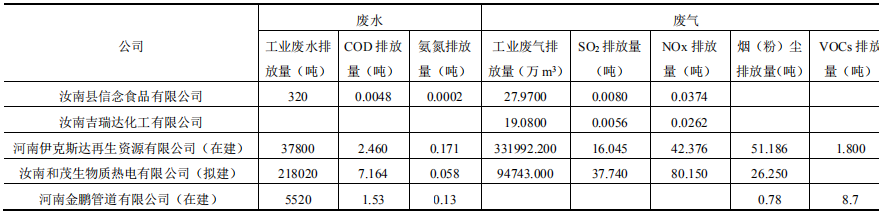 公司 废水 废气
工业废水排放量（吨） COD 排放量（吨） 氨氮排放量（吨） 工业废气排放量（万 m³） SO₂ 排放量（吨） NOx 排放量（吨） 烟（粉）尘排放量（吨） VOCs 排放量（吨）
汝南县信念食品有限公司 320 0.0048 0.0002 27.9700 0.0080 0.0374
汝南吉瑞达化工有限公司 19.0800 0.0056 0.0262
河南伊克斯达再生资源有限公司（在建） 37800 2.460 0.171 331992.200 16.045 42.376 51.186 1.800
汝南和茂生物质热电有限公司（拟建） 218020 7.164 0.058 94743.000 37.740 80.150 26.250
河南金鹏管道有限公司（在建） 5520 1.53 0.13 0.78 8.7